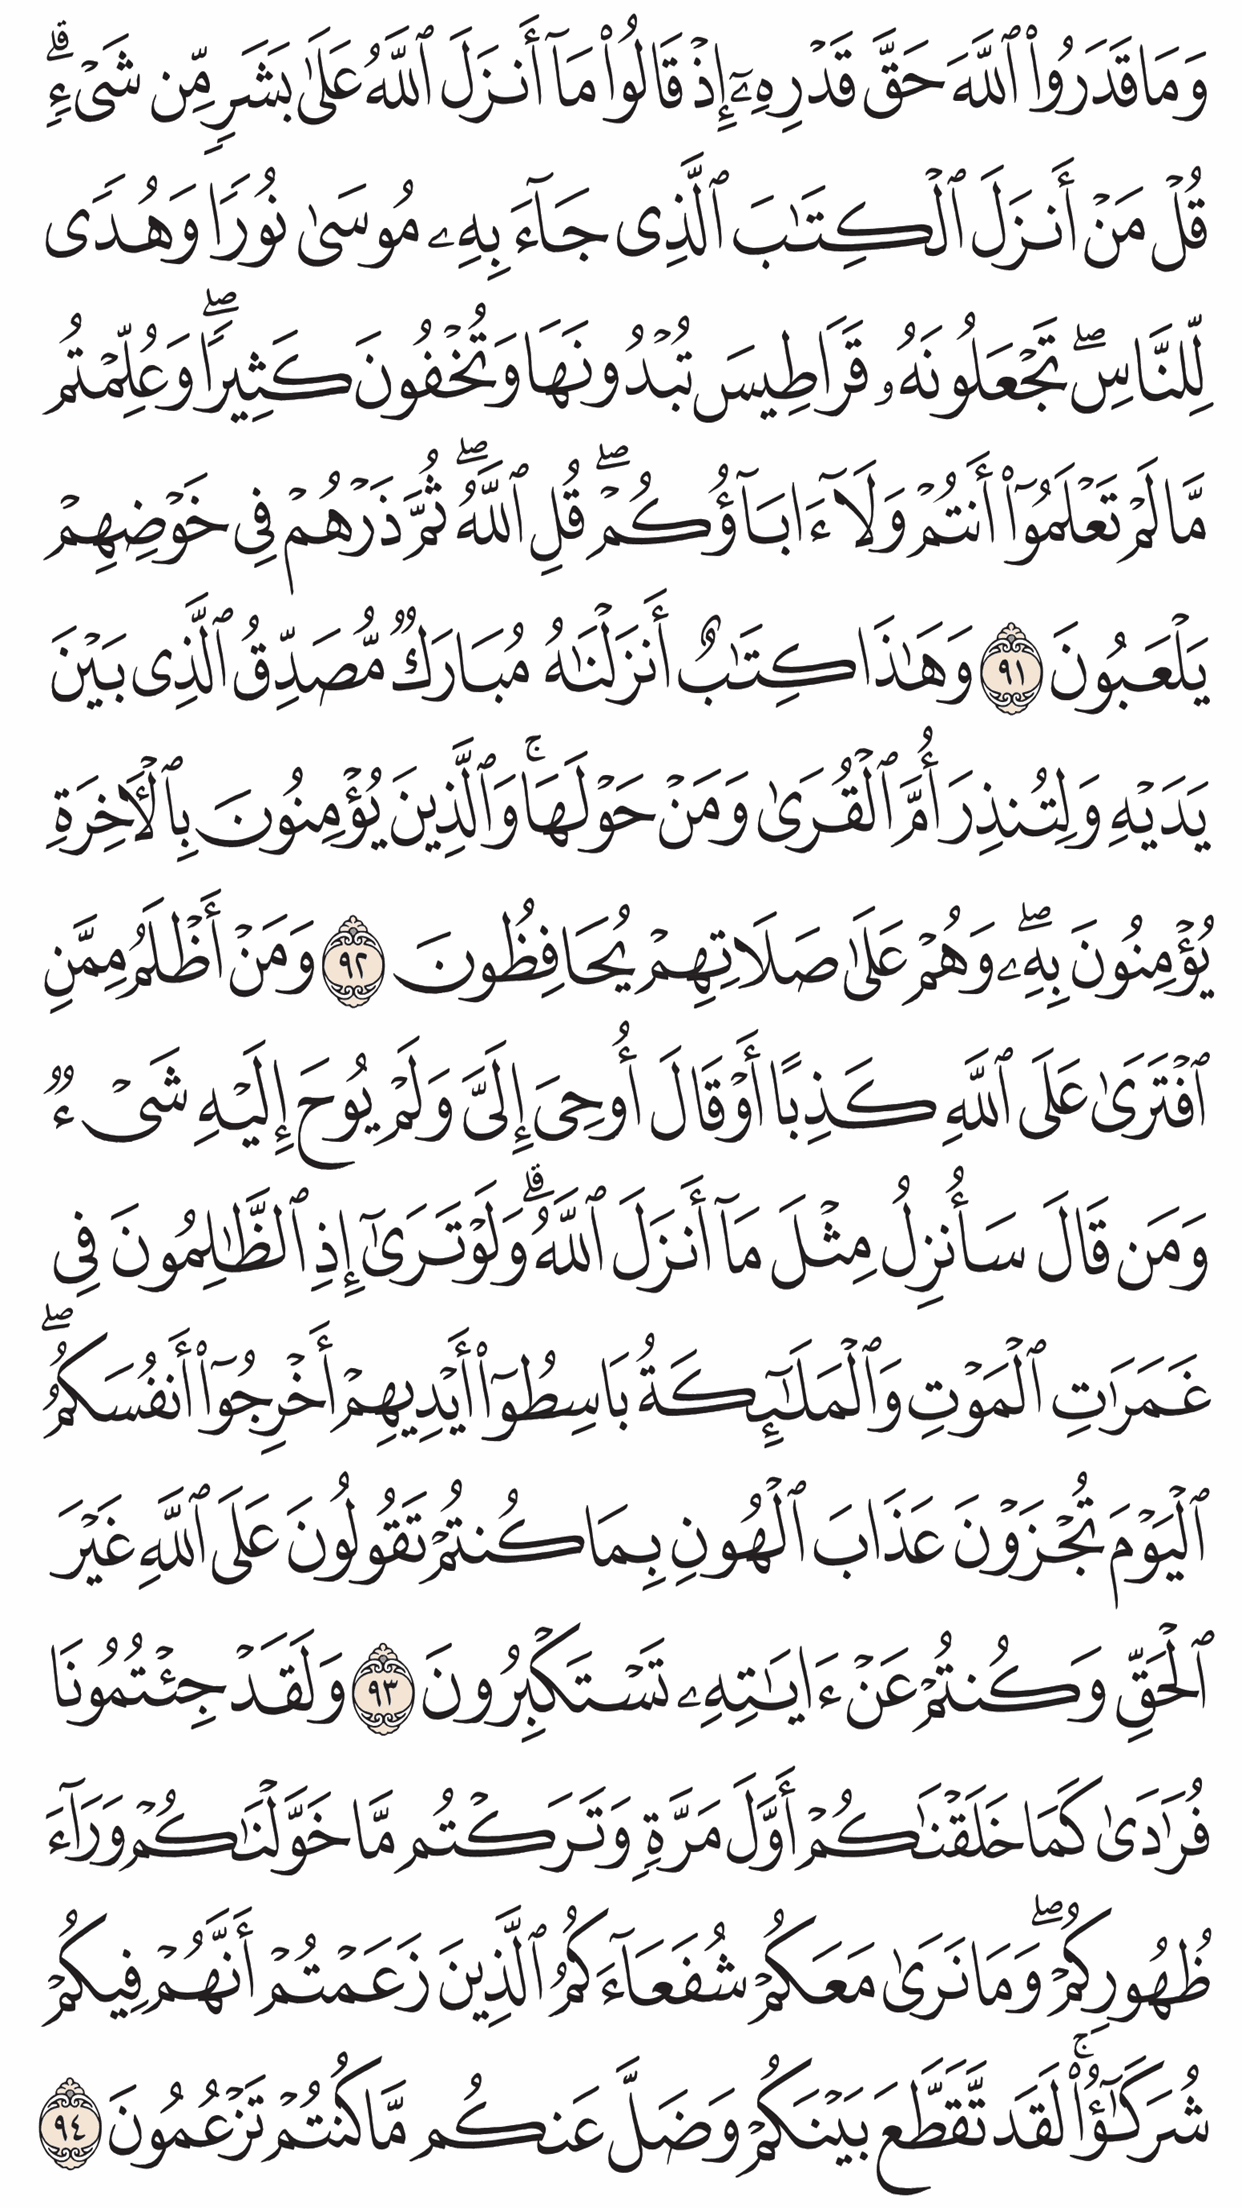 وَمَا قَدَرُوا۟ ٱللَّهَ حَقَّ قَدْرِهِۦٓ إِذْ قَالُوا۟ مَآ أَنزَلَ ٱللَّهُ عَلَىٰ بَشَرٍۢ مِّن شَىْءٍۢ ۗ
قُلْ مَنْ أَنزَلَ ٱلْكِتَـٰبَ ٱلَّذِى جَآءَ بِهِۦ مُوسَىٰ نُورًۭا وَهُدًۭى
لِّلنَّاسِ ۖ تَجْعَلُونَهُۥ قَرَاطِيسَ تُبْدُونَهَا وَتُخْفُونَ كَثِيرًۭا ۖ وَعُلِّمْتُم
مَّا لَمْ تَعْلَمُوٓا۟ أَنتُمْ وَلَآ ءَابَآؤُكُمْ ۖ قُلِ ٱللَّهُ ۖ ثُمَّ ذَرْهُمْ فِى خَوْضِهِمْ
يَلْعَبُونَ ٩١ وَهَـٰذَا كِتَـٰبٌ أَنزَلْنَـٰهُ مُبَارَكٌۭ مُّصَدِّقُ ٱلَّذِى بَيْنَ
يَدَيْهِ وَلِتُنذِرَ أُمَّ ٱلْقُرَىٰ وَمَنْ حَوْلَهَا ۚ وَٱلَّذِينَ يُؤْمِنُونَ بِٱلْـَٔاخِرَةِ
يُؤْمِنُونَ بِهِۦ ۖ وَهُمْ عَلَىٰ صَلَاتِهِمْ يُحَافِظُونَ ٩٢ وَمَنْ أَظْلَمُ مِمَّنِ
ٱفْتَرَىٰ عَلَى ٱللَّهِ كَذِبًا أَوْ قَالَ أُوحِىَ إِلَىَّ وَلَمْ يُوحَ إِلَيْهِ شَىْءٌۭ
وَمَن قَالَ سَأُنزِلُ مِثْلَ مَآ أَنزَلَ ٱللَّهُ ۗ وَلَوْ تَرَىٰٓ إِذِ ٱلظَّـٰلِمُونَ فِى
غَمَرَٰتِ ٱلْمَوْتِ وَٱلْمَلَـٰٓئِكَةُ بَاسِطُوٓا۟ أَيْدِيهِمْ أَخْرِجُوٓا۟ أَنفُسَكُمُ ۖ
ٱلْيَوْمَ تُجْزَوْنَ عَذَابَ ٱلْهُونِ بِمَا كُنتُمْ تَقُولُونَ عَلَى ٱللَّهِ غَيْرَ
ٱلْحَقِّ وَكُنتُمْ عَنْ ءَايَـٰتِهِۦ تَسْتَكْبِرُونَ ٩٣ وَلَقَدْ جِئْتُمُونَا
فُرَٰدَىٰ كَمَا خَلَقْنَـٰكُمْ أَوَّلَ مَرَّةٍۢ وَتَرَكْتُم مَّا خَوَّلْنَـٰكُمْ وَرَآءَ
ظُهُورِكُمْ ۖ وَمَا نَرَىٰ مَعَكُمْ شُفَعَآءَكُمُ ٱلَّذِينَ زَعَمْتُمْ أَنَّهُمْ فِيكُمْ
شُرَكَـٰٓؤُا۟ ۚ لَقَد تَّقَطَّعَ بَيْنَكُمْ وَضَلَّ عَنكُم مَّا كُنتُمْ تَزْعُمُونَ ٩٤